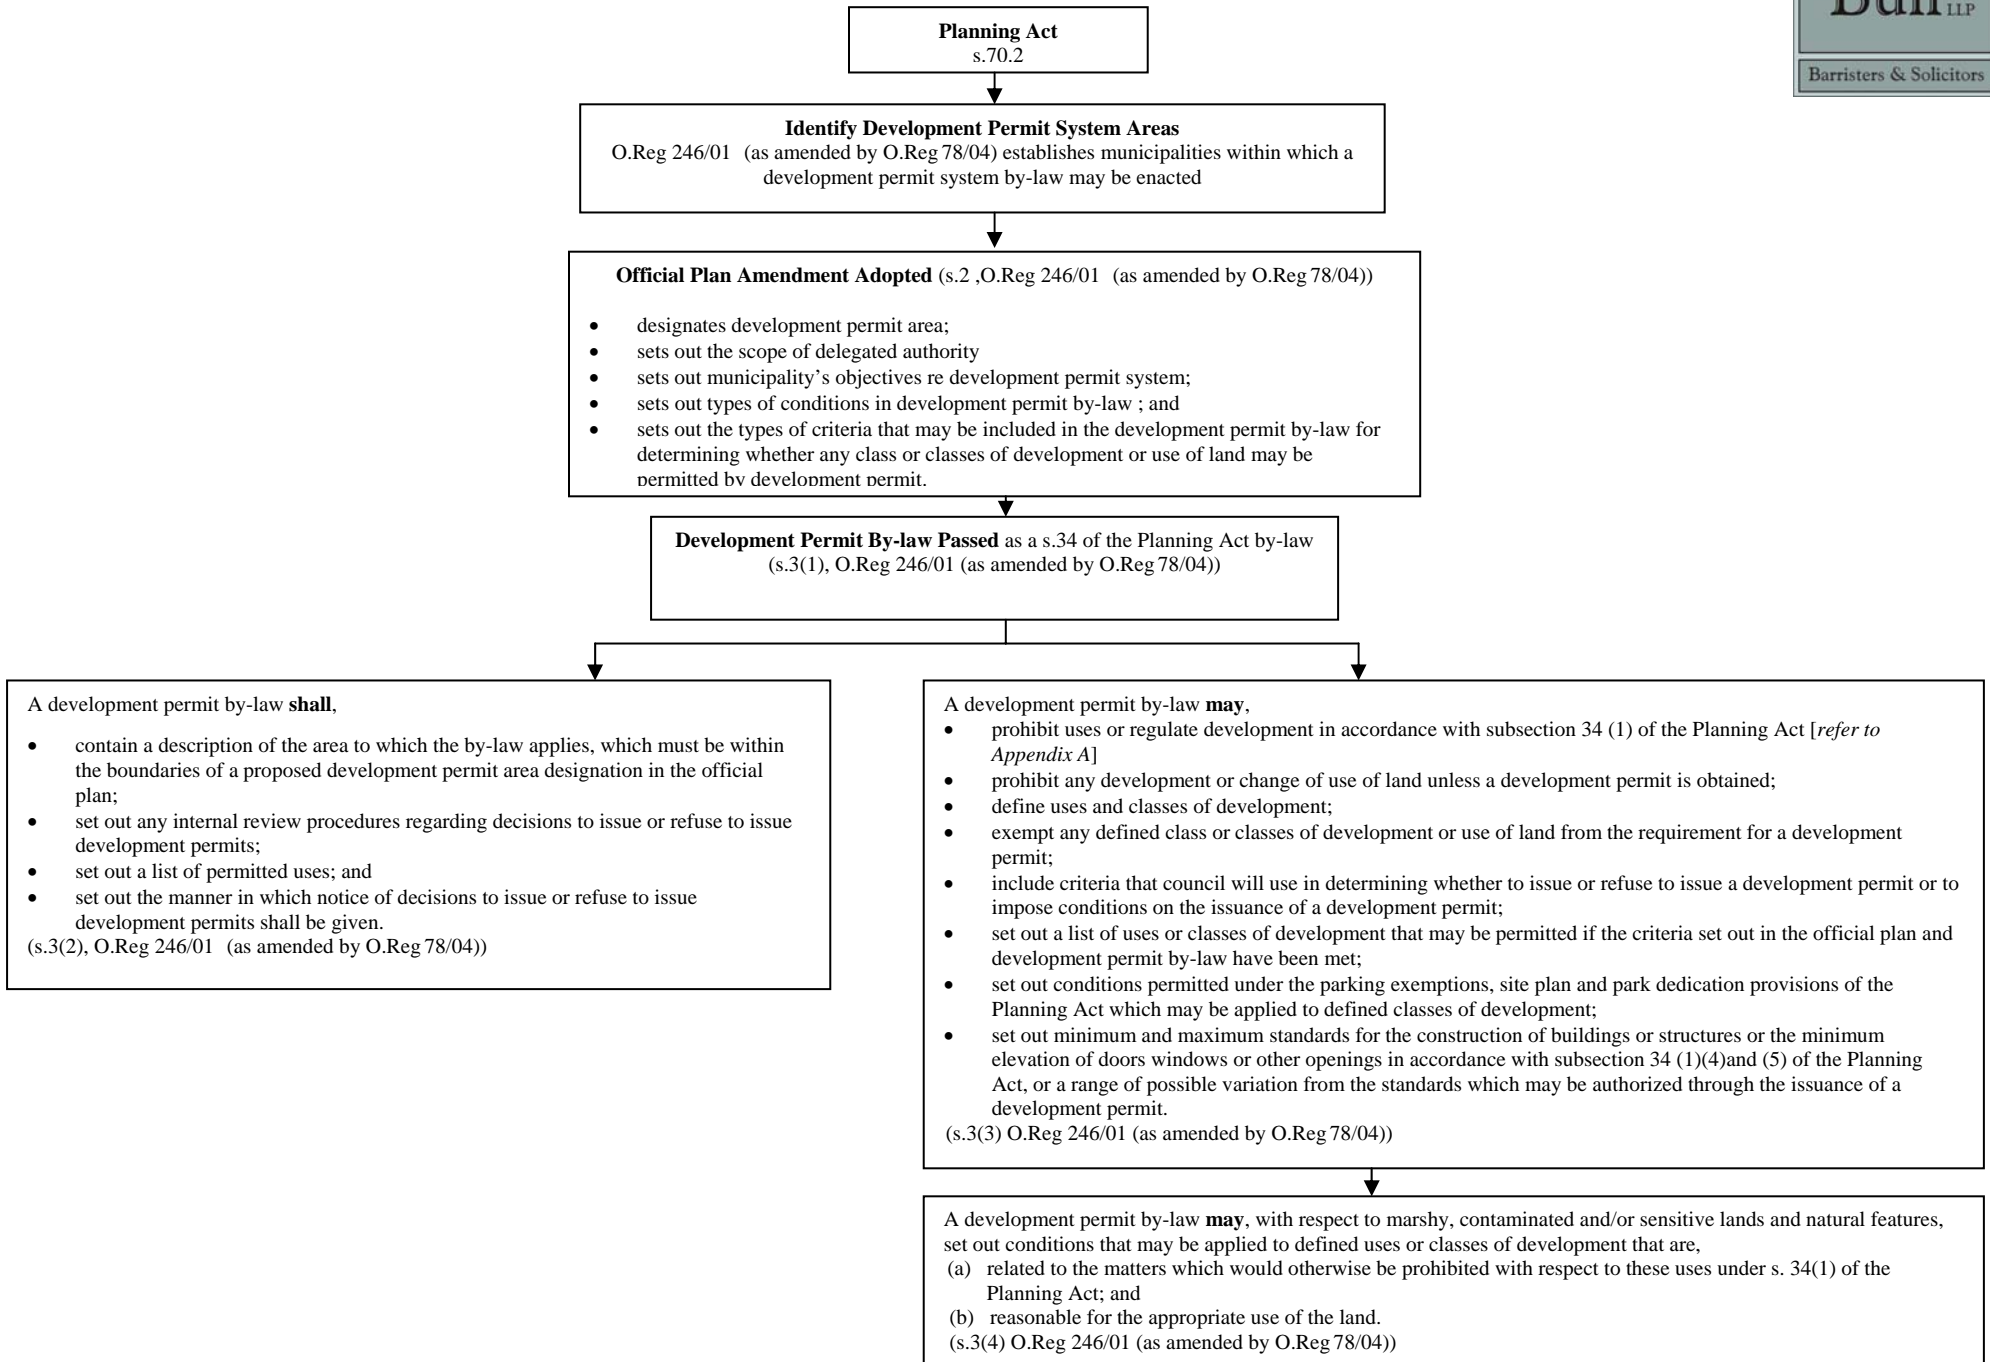 Bull LLP
Barristers & Solicitors
Planning Act
s.70.2
Identify Development Permit System Areas
O.Reg 246/01 (as amended by O.Reg 78/04) establishes municipalities within which a
development permit system by-law may be enacted
Official Plan Amendment Adopted (s.2 ,O.Reg 246/01 (as amended by O.Reg 78/04))
• designates development permit area;
• sets out the scope of delegated authority
• sets out municipality's objectives re development permit system;
• sets out types of conditions in development permit by-law ; and
• sets out the types of criteria that may be included in the development permit by-law for
determining whether any class or classes of development or use of land may be
permitted by development permit.
Development Permit By-law Passed as a s.34 of the Planning Act by-law
(s.3(1), O.Reg 246/01 (as amended by O.Reg 78/04))
A development permit by-law shall,
• contain a description of the area to which the by-law applies, which must be within
the boundaries of a proposed development permit area designation in the official
plan;
• set out any internal review procedures regarding decisions to issue or refuse to issue
development permits;
• set out a list of permitted uses; and
• set out the manner in which notice of decisions to issue or refuse to issue
development permits shall be given.
(s.3(2), O.Reg 246/01 (as amended by O.Reg 78/04))
A development permit by-law may,
• prohibit uses or regulate development in accordance with subsection 34 (1) of the Planning Act [refer to
Appendix A]
• prohibit any development or change of use of land unless a development permit is obtained;
• define uses and classes of development;
• exempt any defined class or classes of development or use of land from the requirement for a development
permit;
• include criteria that council will use in determining whether to issue or refuse to issue a development permit or to
impose conditions on the issuance of a development permit;
• set out a list of uses or classes of development that may be permitted if the criteria set out in the official plan and
development permit by-law have been met;
• set out conditions permitted under the parking exemptions, site plan and park dedication provisions of the
Planning Act which may be applied to defined classes of development;
• set out minimum and maximum standards for the construction of buildings or structures or the minimum
elevation of doors windows or other openings in accordance with subsection 34 (1)(4)and (5) of the Planning
Act, or a range of possible variation from the standards which may be authorized through the issuance of a
development permit.
(s.3(3) O.Reg 246/01 (as amended by O.Reg 78/04))
A development permit by-law may, with respect to marshy, contaminated and/or sensitive lands and natural features,
set out conditions that may be applied to defined uses or classes of development that are,
(a) related to the matters which would otherwise be prohibited with respect to these uses under s. 34(1) of the
Planning Act; and
(b) reasonable for the appropriate use of the land.
(s.3(4) O.Reg 246/01 (as amended by O.Reg 78/04))